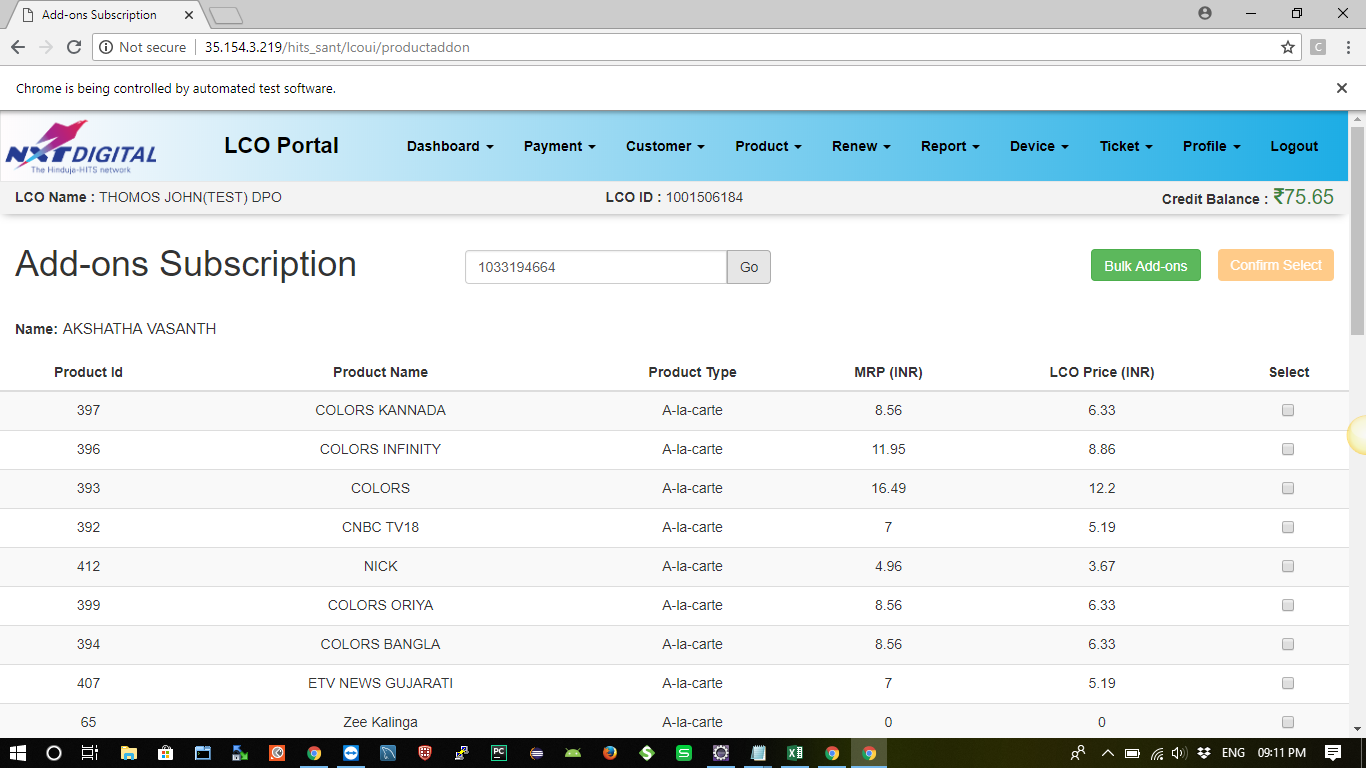 Add-ons Subscription
Not secure 35.154.3.219/hits_sant/lcoui/productaddon
Chrome is being controlled by automated test software.
NXT DIGITAL
The Hinduja-HITS network
LCO Portal Dashboard Payment Customer Product Renew Report Device Ticket Profile Logout
LCO Name : THOMOS JOHN(TEST) DPO LCO ID : 1001506184 Credit Balance : ₹75.65
Add-ons Subscription 1033194664 Go Bulk Add-ons Confirm Select
Name: AKSHATHA VASANTH
Product Id Product Name Product Type MRP (INR) LCO Price (INR) Select
397 COLORS KANNADA A-la-carte 8.56 6.33
396 COLORS INFINITY A-la-carte 11.95 8.86
393 COLORS A-la-carte 16.49 12.2
392 CNBC TV18 A-la-carte 7 5.19
412 NICK A-la-carte 4.96 3.67
399 COLORS ORIYA A-la-carte 8.56 6.33
394 COLORS BANGLA A-la-carte 8.56 6.33
407 ETV NEWS GUJARATI A-la-carte 7 5.19
65 Zee Kalinga A-la-carte 0 0
ENG 09:11 PM